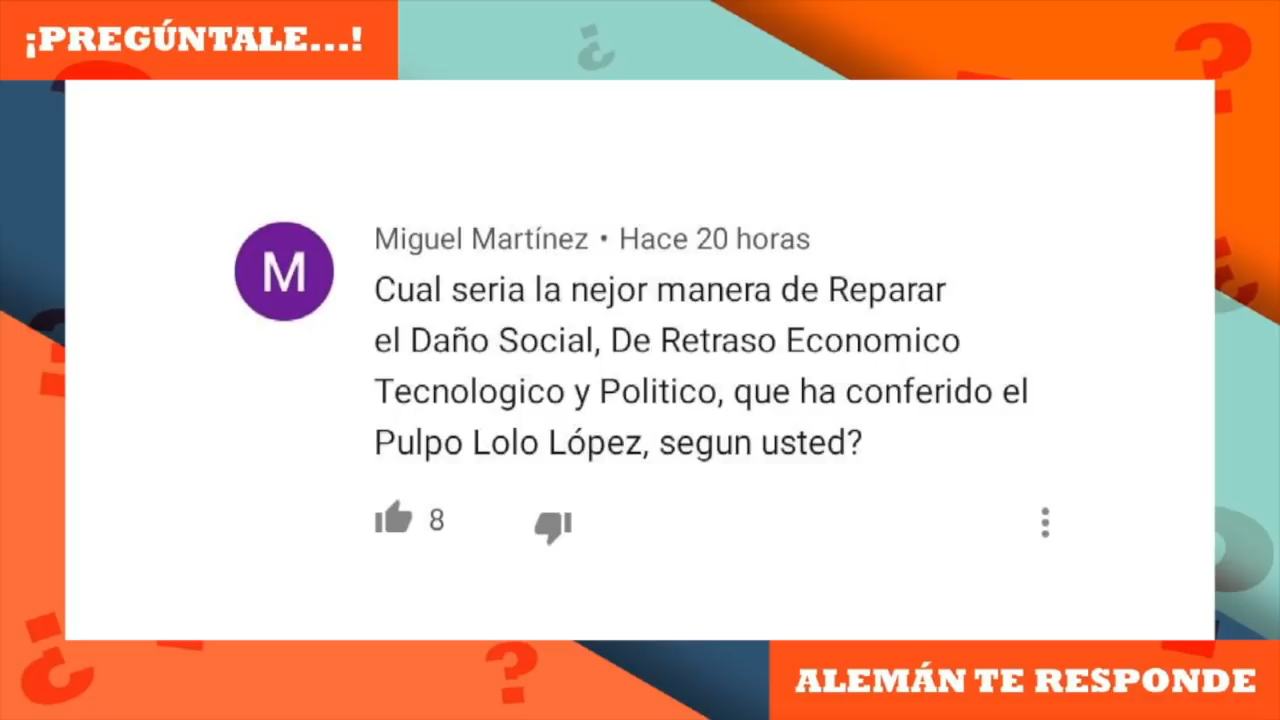 ¡PREGÚNTALE...!
M
Miguel Martínez • Hace 20 horas
Cual seria la nejor manera de Reparar
el Daño Social, De Retraso Economico
Tecnologico y Politico, que ha conferido el
Pulpo Lolo López, segun usted?
8
ALEMÁN TE RESPONDE